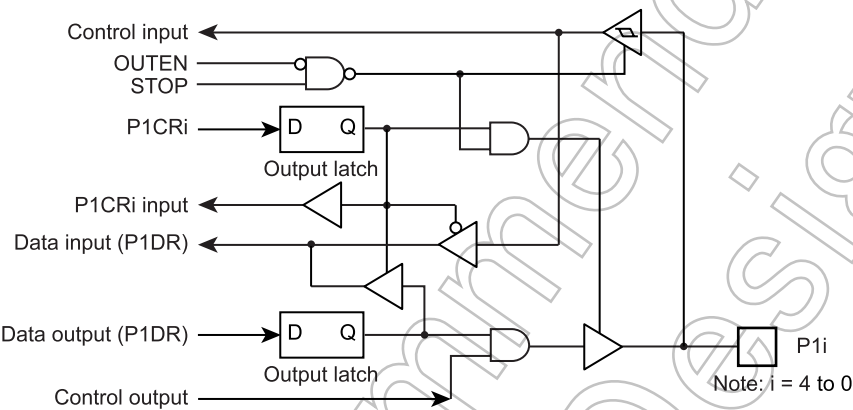 Control input
OUTEN
STOP
P1CRi
D Q
Output latch
P1CRi input
Data input (P1DR)
Data output (P1DR)
D Q
Output latch
Control output
P1i
Note: i = 4 to 0